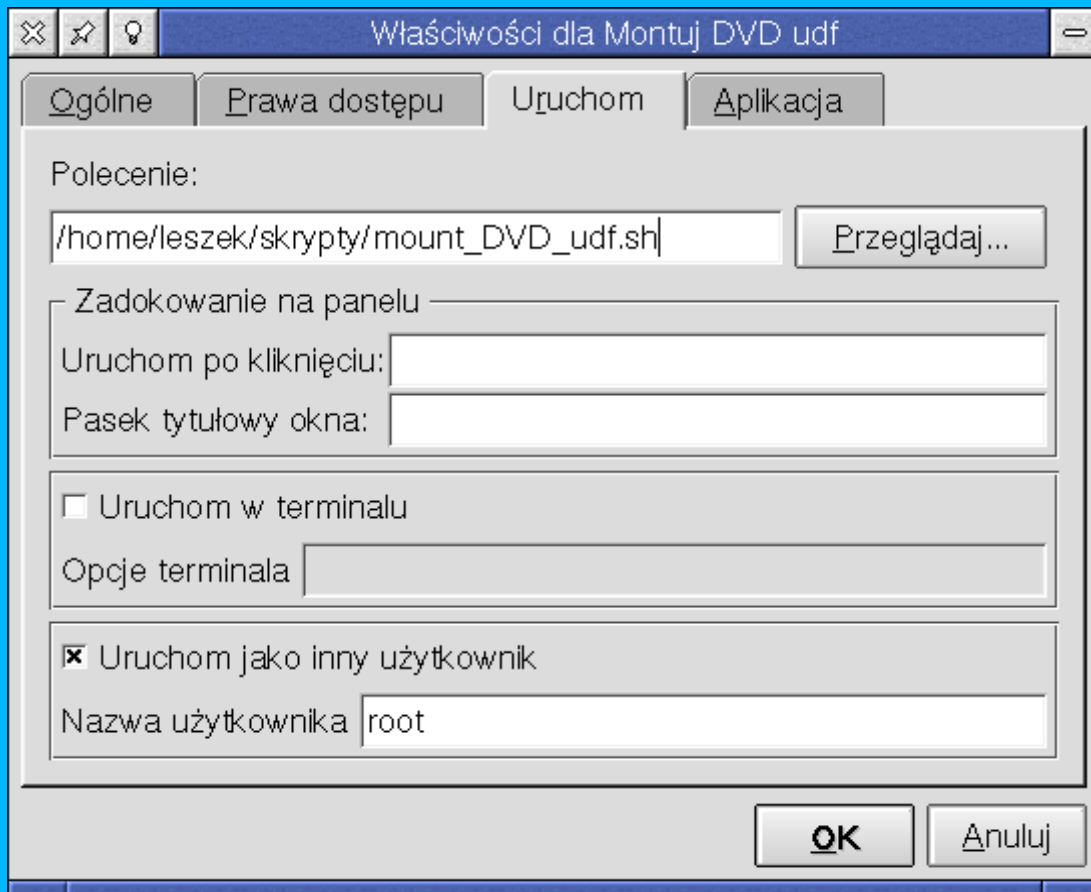 Właściwości dla Montuj DVD udf
Ogólne Prawa dostępu Uruchom Aplikacja
Polecenie:
/home/leszek/skrypty/mount_DVD_udf.sh Przeglądaj...
Zadokowanie na panelu
Uruchom po kliknięciu:
Pasek tytułowy okna:
Uruchom w terminalu
Opcje terminala
Uruchom jako inny użytkownik
Nazwa użytkownika root
OK Anuluj